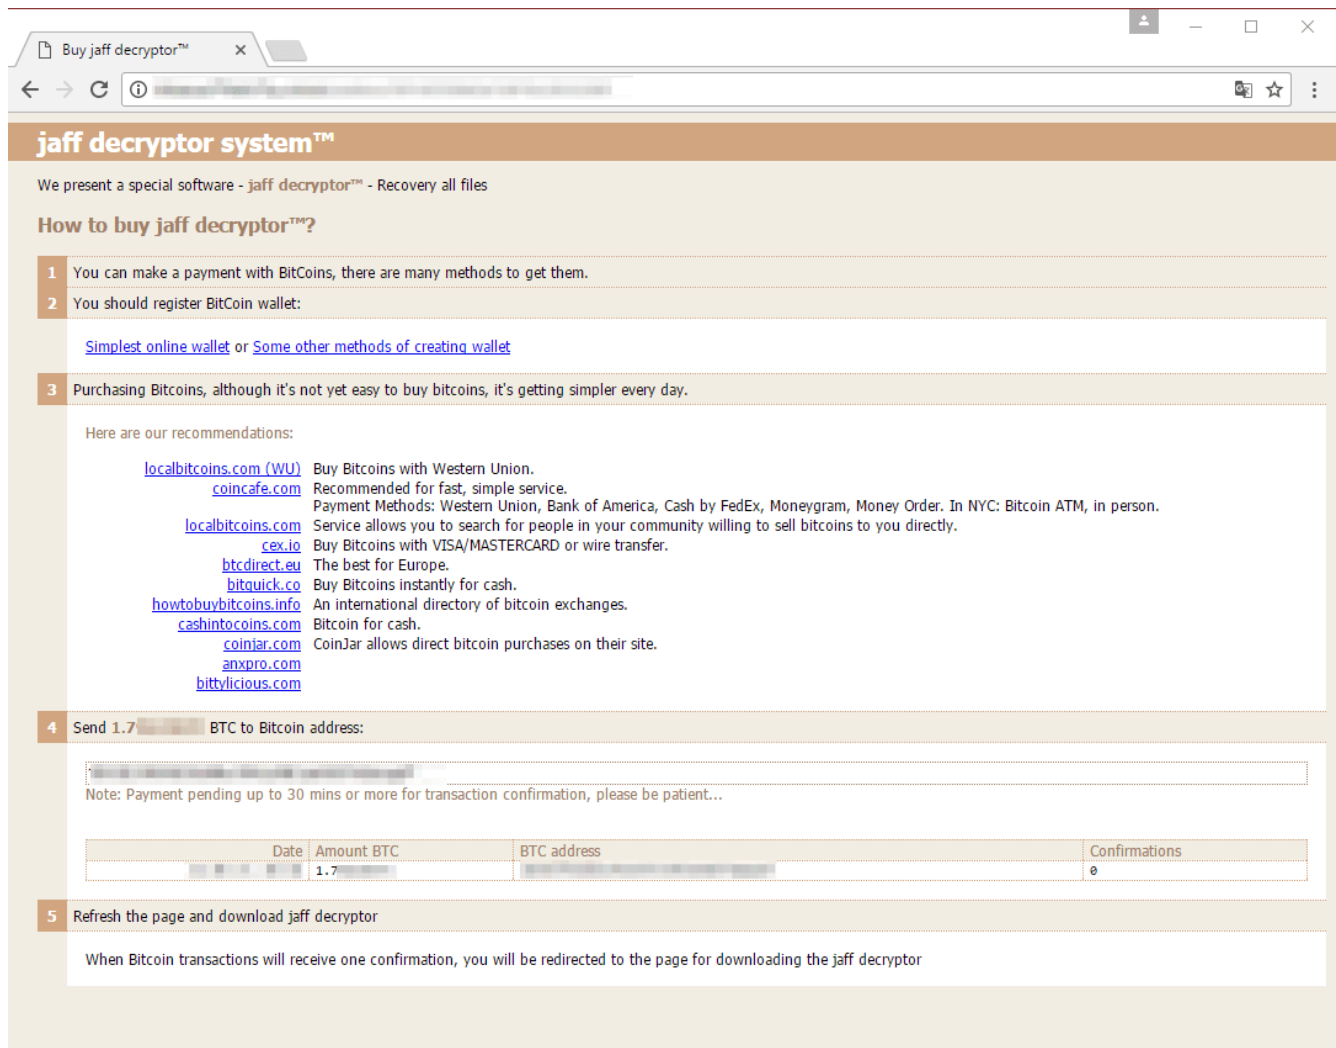 Buy jaff decryptor™
jaff decryptor system™
We present a special software - jaff decryptor™ - Recovery all files
How to buy jaff decryptor™?
1 You can make a payment with BitCoins, there are many methods to get them.
2 You should register BitCoin wallet:
Simplest online wallet or Some other methods of creating wallet
3 Purchasing Bitcoins, although it's not yet easy to buy bitcoins, it's getting simpler every day.
Here are our recommendations:
localbitcoins.com (WU) Buy Bitcoins with Western Union.
coincafe.com Recommended for fast, simple service.
Payment Methods: Western Union, Bank of America, Cash by FedEx, Moneygram, Money Order. In NYC: Bitcoin ATM, in person.
localbitcoins.com Service allows you to search for people in your community willing to sell bitcoins to you directly.
cex.io Buy Bitcoins with VISA/MASTERCARD or wire transfer.
btcdirect.eu The best for Europe.
bitquick.co Buy Bitcoins instantly for cash.
howtobuybitcoins.info An international directory of bitcoin exchanges.
cashintocoins.com Bitcoin for cash.
coinjar.com CoinJar allows direct bitcoin purchases on their site.
anxpro.com
bittylicious.com
4 Send 1.7 BTC to Bitcoin address:
Note: Payment pending up to 30 mins or more for transaction confirmation, please be patient...
Date Amount BTC BTC address Confirmations
1.7 0
5 Refresh the page and download jaff decryptor
When Bitcoin transactions will receive one confirmation, you will be redirected to the page for downloading the jaff decryptor